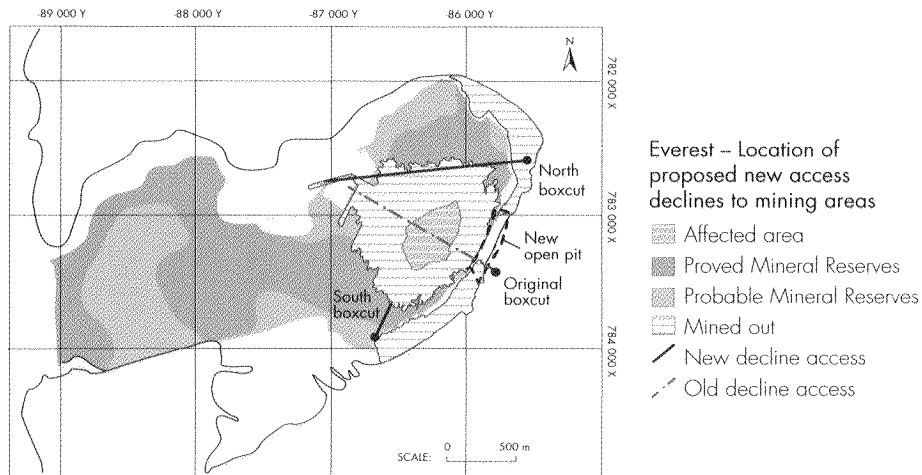 -89 000 Y
-88 000 Y
-87 000 Y
-86 000 Y
N
782 000 X
North
boxcut
783 000 X
New
open pit
Original
boxcut
South
boxcut
784 000 X
SCALE:
0
500 m
Everest – Location of
proposed new access
declines to mining areas
Affected area
Proved Mineral Reserves
Probable Mineral Reserves
Mined out
New decline access
Old decline access